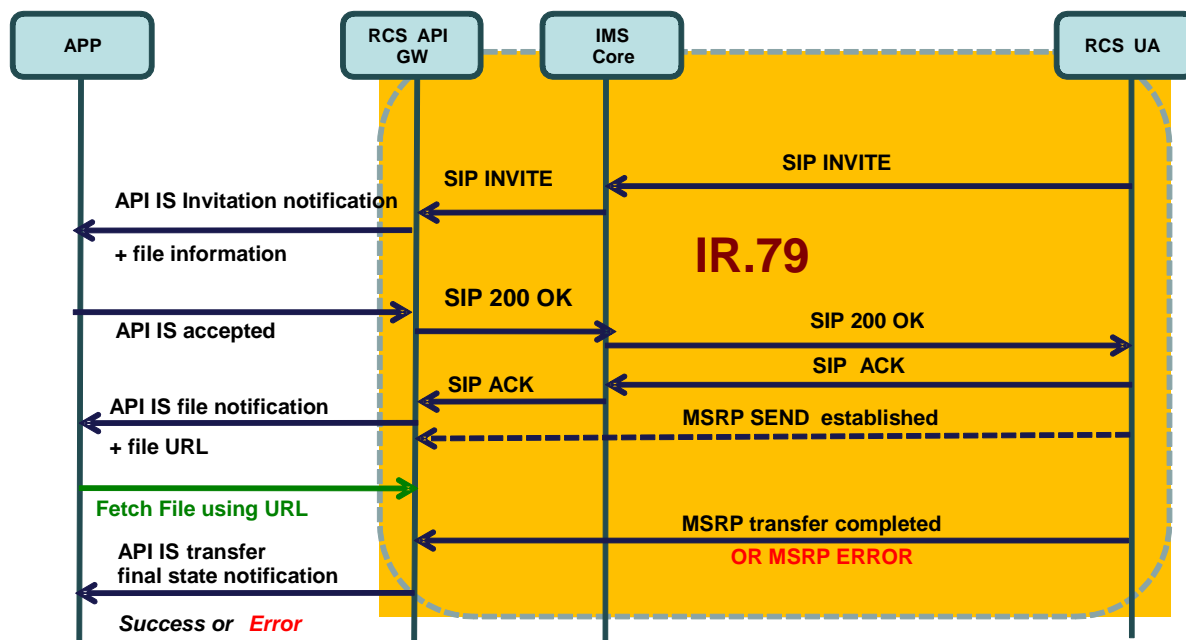 APP
RCS API
GW
IMS
Core
RCS UA
SIP INVITE
SIP INVITE
API IS Invitation notification
+ file information
IR.79
SIP 200 OK
API IS accepted
SIP 200 OK
SIP ACK
SIP ACK
API IS file notification
MSRP SEND established
+ file URL
Fetch File using URL
MSRP transfer completed
OR MSRP ERROR
API IS transfer
final state notification
Success or Error